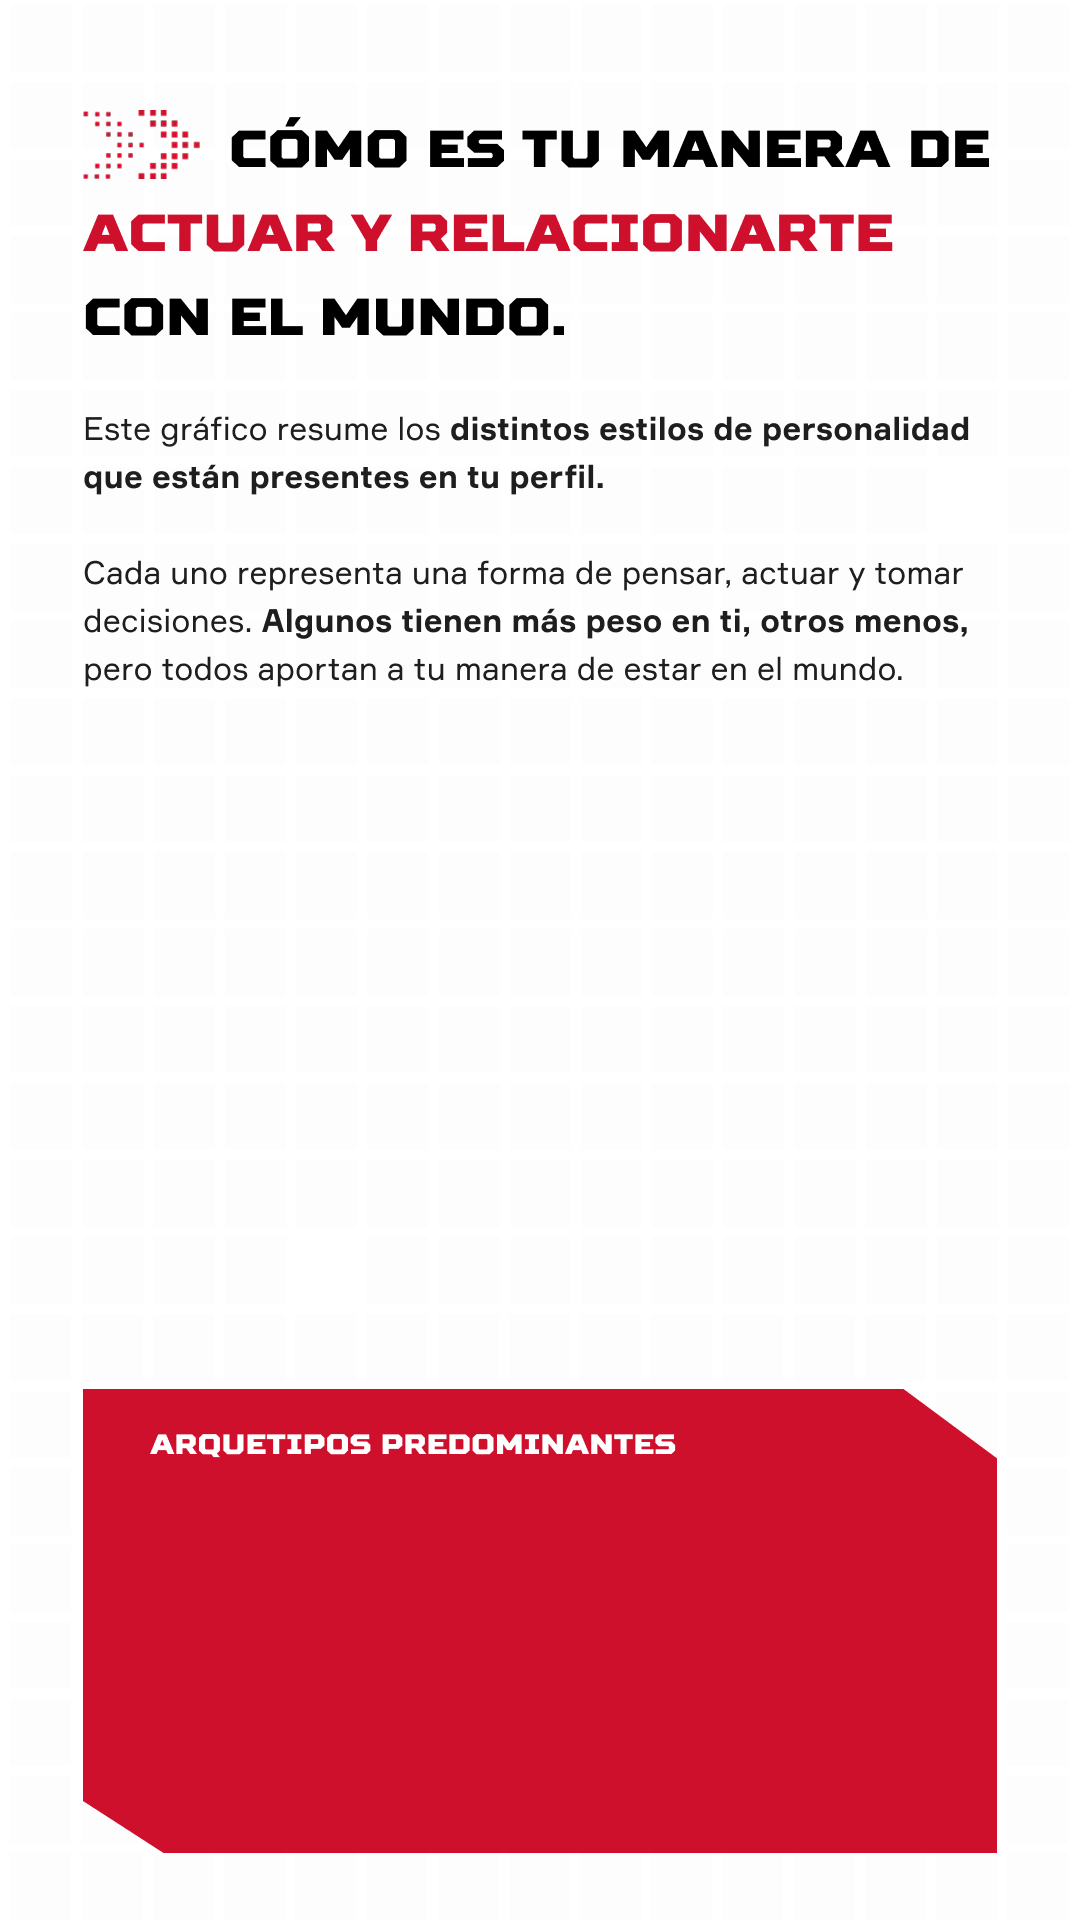 CÓMO ES TU MANERA DE
ACTUAR Y RELACIONARTE
CON EL MUNDO.
Este gráfico resume los distintos estilos de personalidad
que están presentes en tu perfil.
Cada uno representa una forma de pensar, actuar y tomar
decisiones. Algunos tienen más peso en ti, otros menos,
pero todos aportan a tu manera de estar en el mundo.
ARQUETIPOS PREDOMINANTES